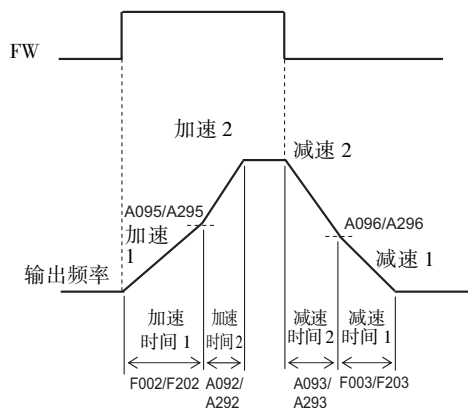 FW
加速 2
减速 2
A095/A295
加速
1
A096/A296
输出频率
减速 1
加速
时间 1
加速
时间2
减速
时间 2
减速
时间 1
F002/F202
A092/
A292
A093/
A293
F003/F203